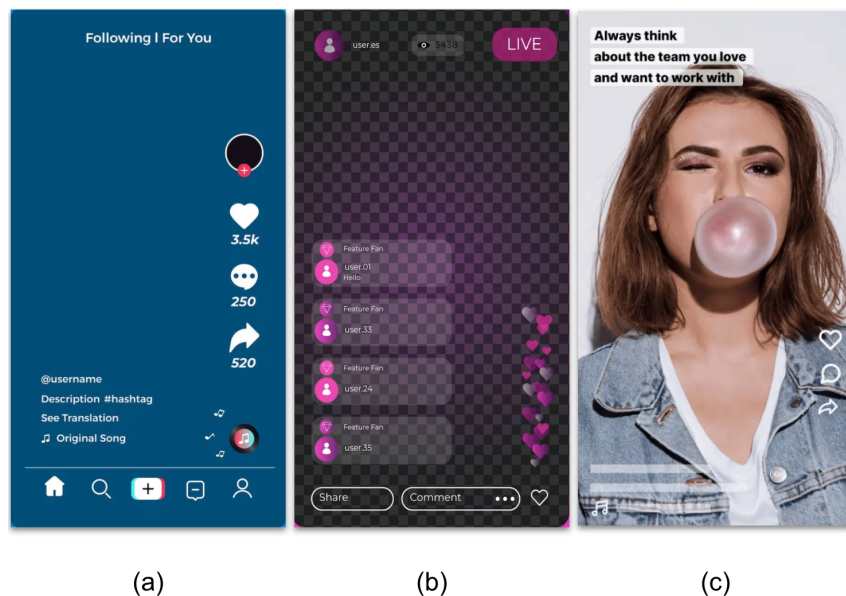 Following | For You
3.5k
250
520
@username
Description #hashtag
See Translation
Original Song
user.es
5438
LIVE
Feature Fan
user.01
Hello
Feature Fan
user.33
Feature Fan
user.24
Feature Fan
user.35
Share
Comment
Always think
about the team you love
and want to work with
(a)
(b)
(c)